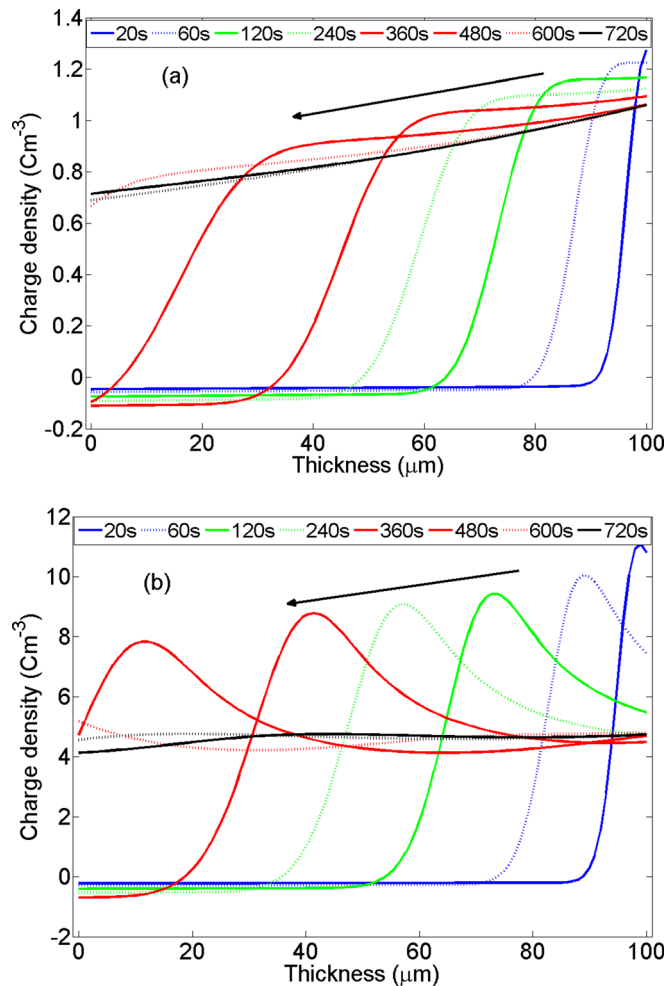 1.4
20s 60s 120s 240s 360s 480s 600s 720s
1.2
(a)
1
0.8
0.6
0.4
0.2
0
-0.2
Charge density (Cm-3)
0 20 40 60 80 100
Thickness (μm)
12
20s 60s 120s 240s 360s 480s 600s 720s
10
(b)
8
6
4
2
0
-2
Charge density (Cm-3)
0 20 40 60 80 100
Thickness (μm)